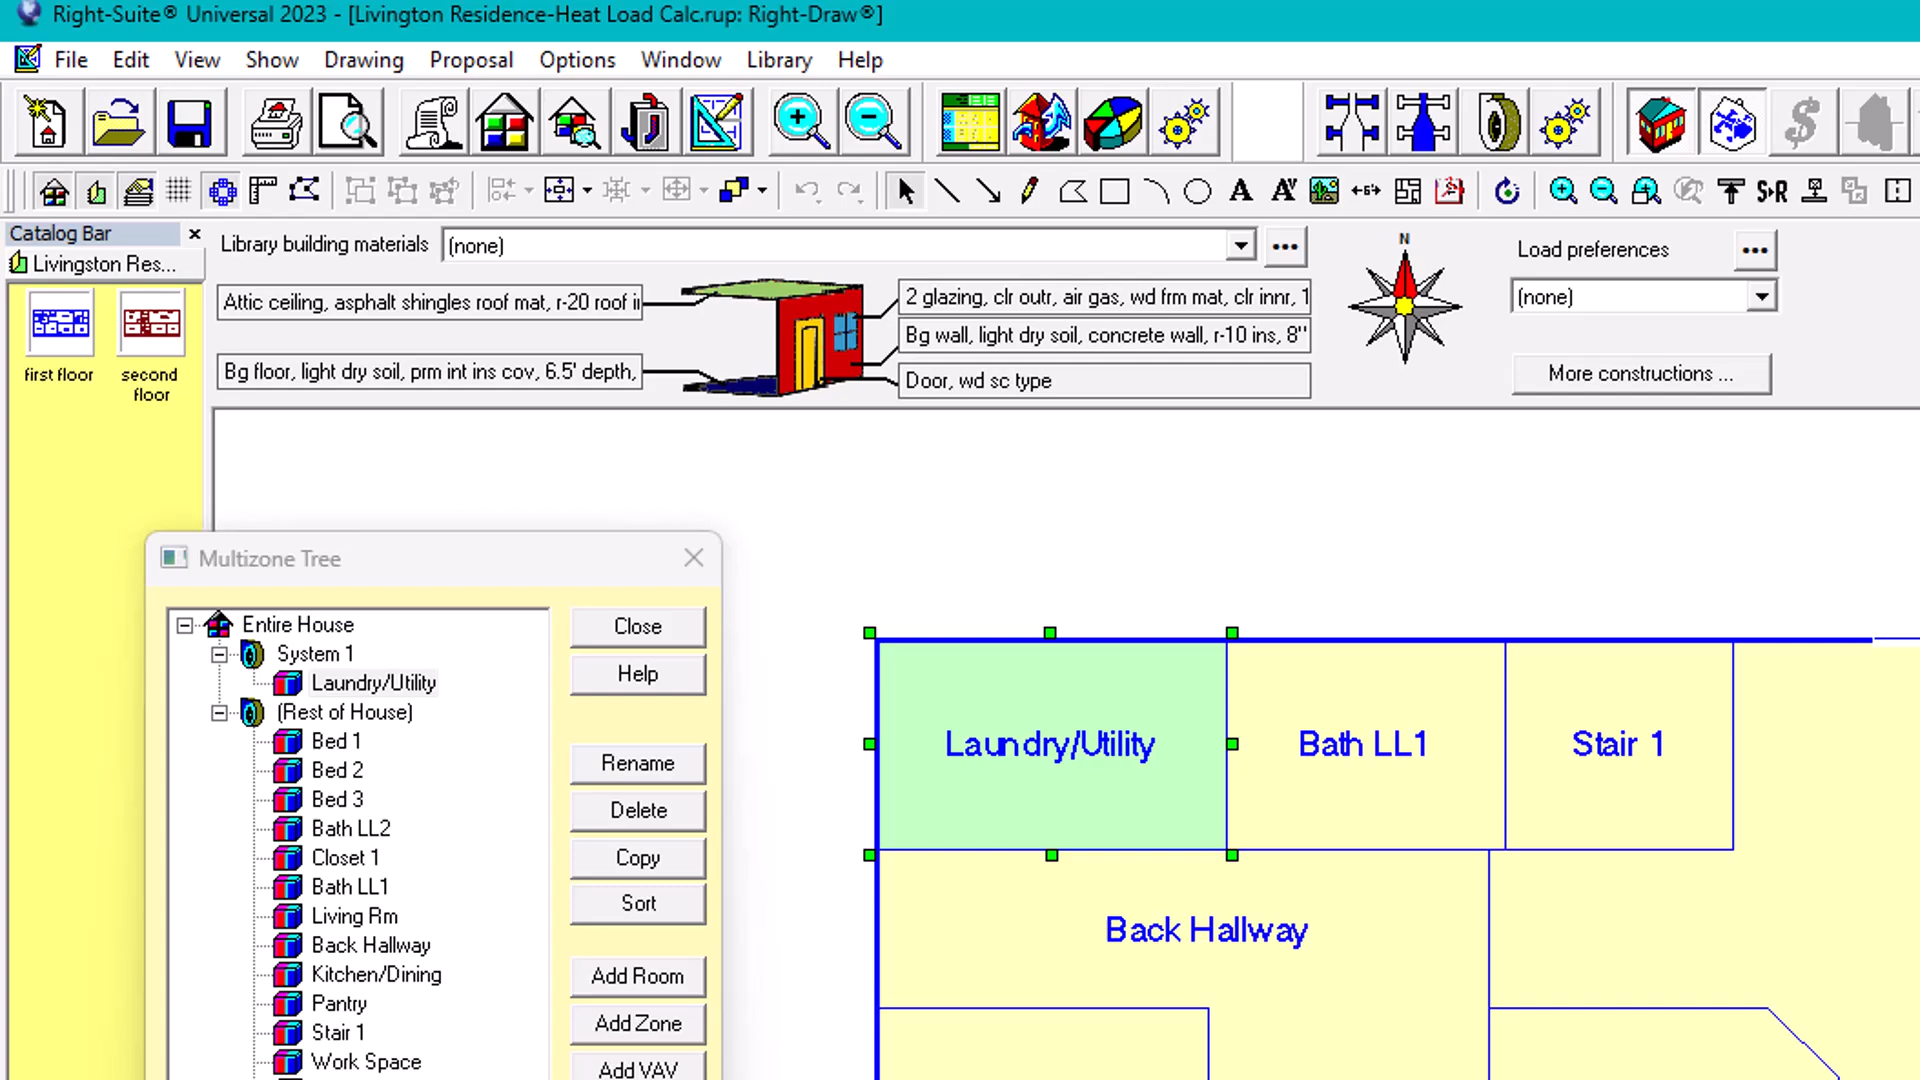 Right-Suite® Universal 2023 - [Livington Residence-Heat Load Calc.rup: Right-Draw®]
File Edit View Show Drawing Proposal Options Window Library Help
A
S›R
Catalog Bar
Livingston Res...
first floor
second floor
Library building materials (none)
Attic ceiling, asphalt shingles roof mat, r-20 roof i
Bg floor, light dry soil, prm int ins cov, 6.5' depth,
2 glazing, clr outr, air gas, wd frm mat, clr innr, 1
Bg wall, light dry soil, concrete wall, r-10 ins, 8''
Door, wd sc type
N
Load preferences
(none)
More constructions ...
Multizone Tree
Entire House
System 1
Laundry/Utility
(Rest of House)
Bed 1
Bed 2
Bed 3
Bath LL2
Closet 1
Bath LL1
Living Rm
Back Hallway
Kitchen/Dining
Pantry
Stair 1
Work Space
Close
Help
Rename
Delete
Copy
Sort
Add Room
Add Zone
Add VAV
Laundry/Utility
Bath LL1
Stair 1
Back Hallway